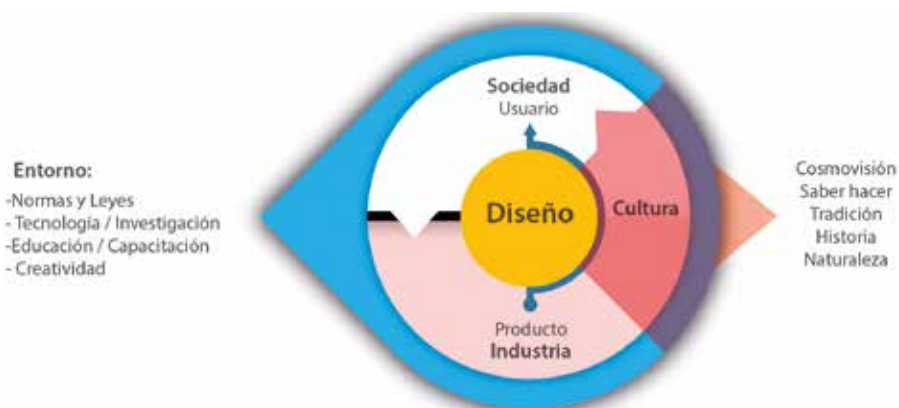 Entorno:
-Normas y Leyes
- Tecnología / Investigación
-Educación / Capacitación
- Creatividad
Sociedad
Usuario
Diseño
Cultura
Producto
Industria
Cosmovisión
Saber hacer
Tradición
Historia
Naturaleza